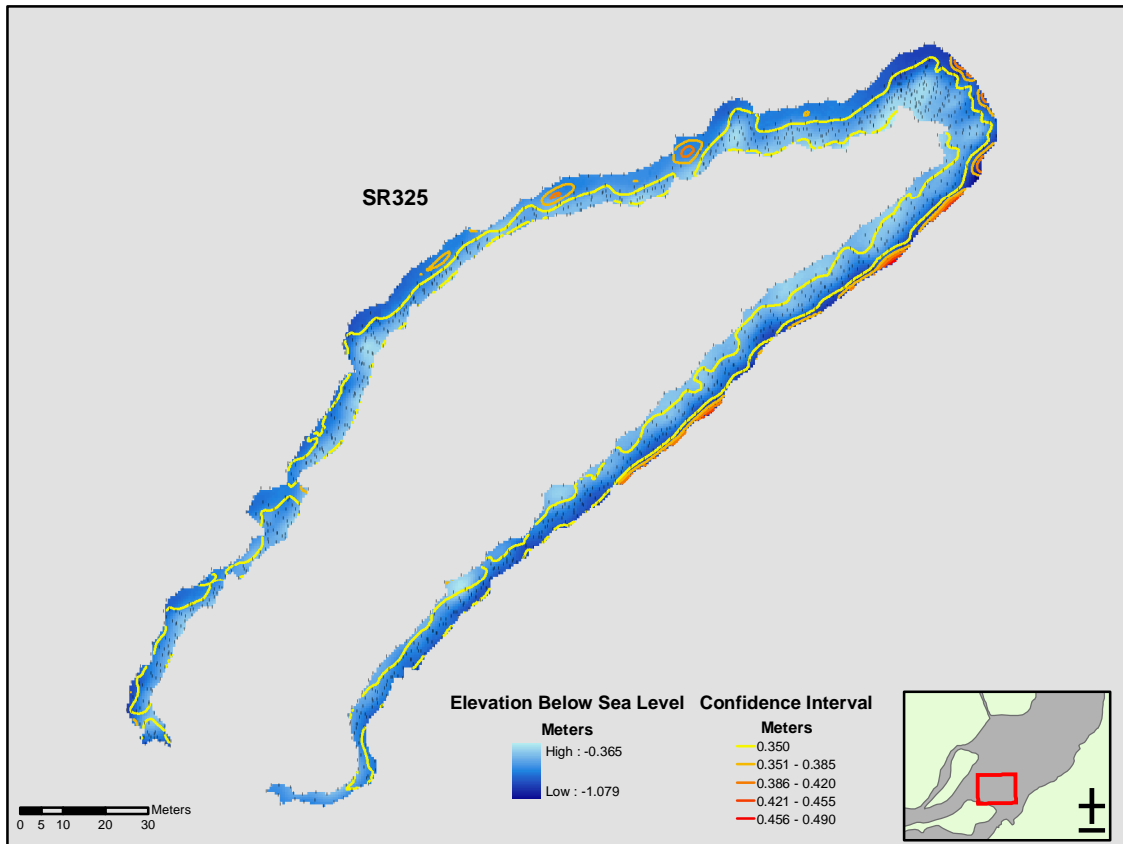 SR325
Elevation Below Sea Level
Meters
High : -0.365
Low : -1.079
Confidence Interval
Meters
0.350
0.351 - 0.385
0.386 - 0.420
0.421 - 0.455
0.456 - 0.490
Meters
0 5 10 20 30